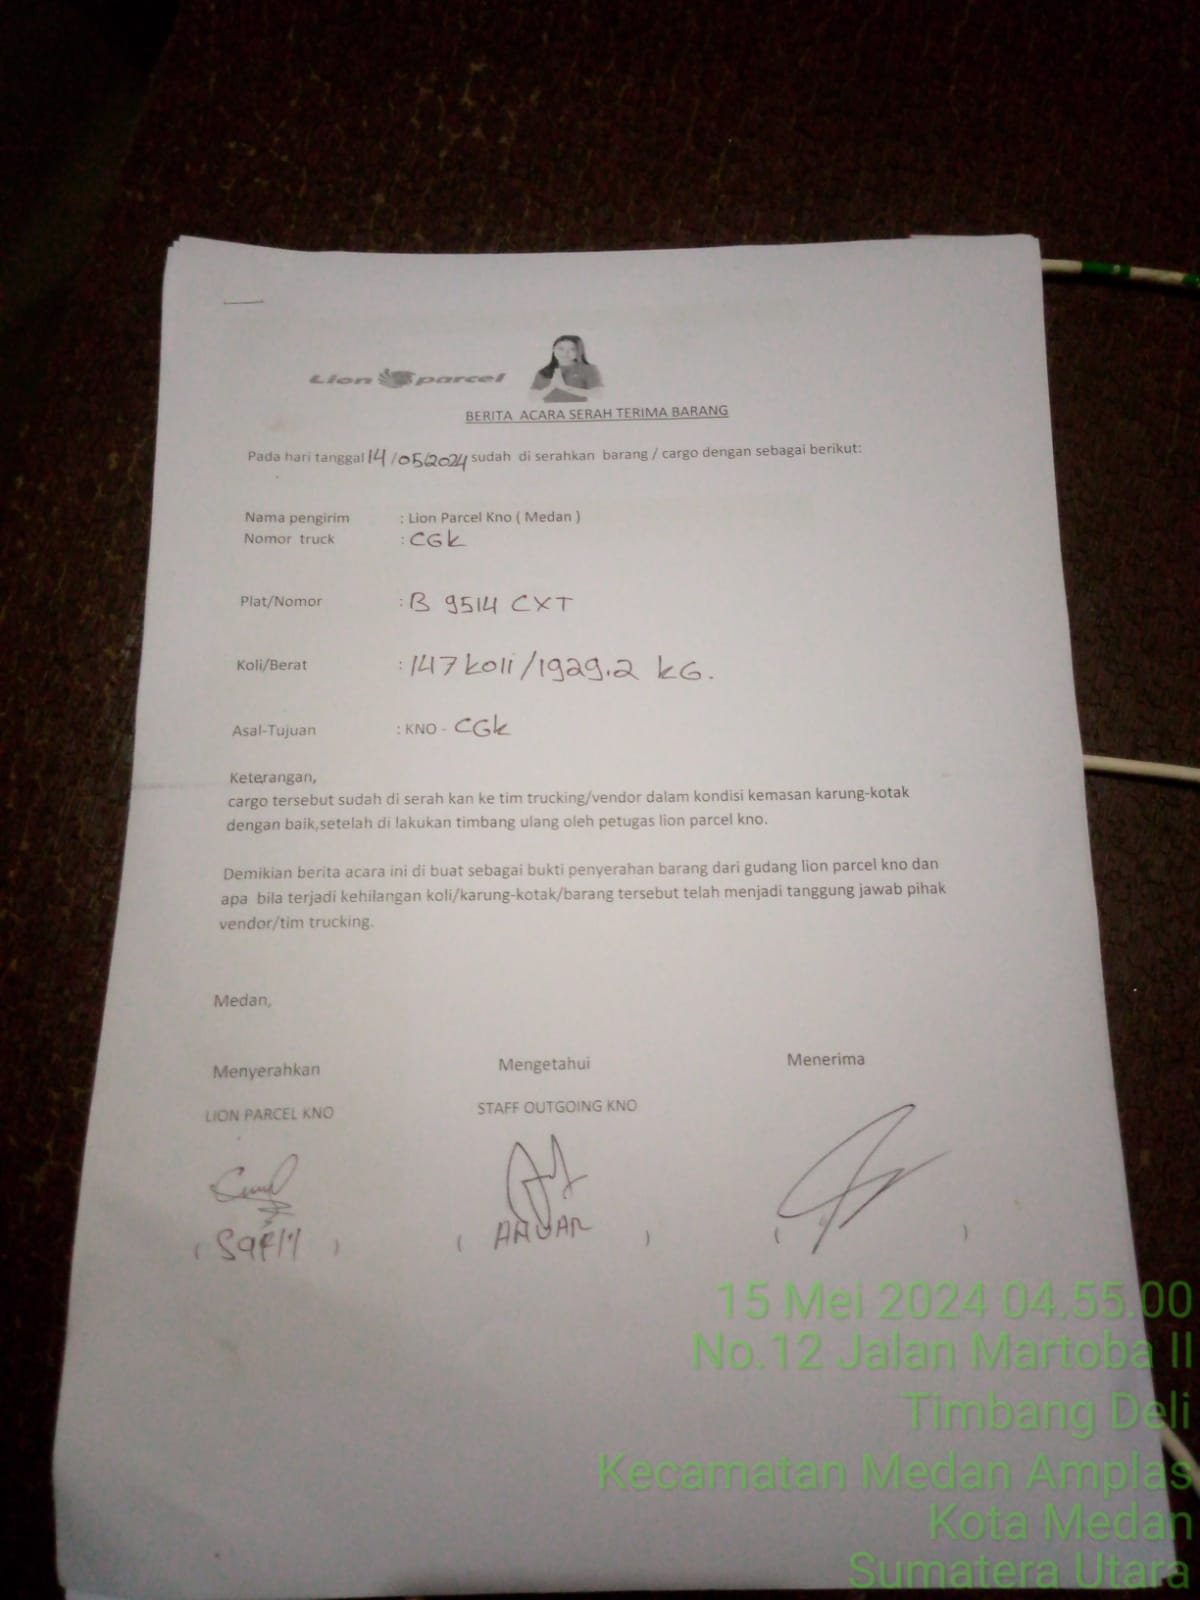 Lion parcel
BERITA ACARA SERAH TERIMA BARANG
Pada hari tanggal 14/05/2024 sudah di serahkan barang / cargo dengan sebagai berikut:
Nama pengirim : Lion Parcel Kno ( Medan )
Nomor truck : CGK
Plat/Nomor : B 9514 CXT
Koli/Berat : 147 koli/1929.2 KG.
Asal-Tujuan : KNO - CGK
Keterangan,
cargo tersebut sudah di serah kan ke tim trucking/vendor dalam kondisi kemasan karung-kotak
dengan baik,setelah di lakukan timbang ulang oleh petugas lion parcel kno.
Demikian berita acara ini di buat sebagai bukti penyerahan barang dari gudang lion parcel kno dan
apa bila terjadi kehilangan koli/karung-kotak/barang tersebut telah menjadi tanggung jawab pihak
vendor/tim trucking.
Medan,
Menyerahkan Mengetahui Menerima
LION PARCEL KNO STAFF OUTGOING KNO
15 Mei 2024 04.55.00
No.12 Jalan Martoba II
Timbang Deli
Kecamatan Medan Amplas
Kota Medan
Sumatera Utara